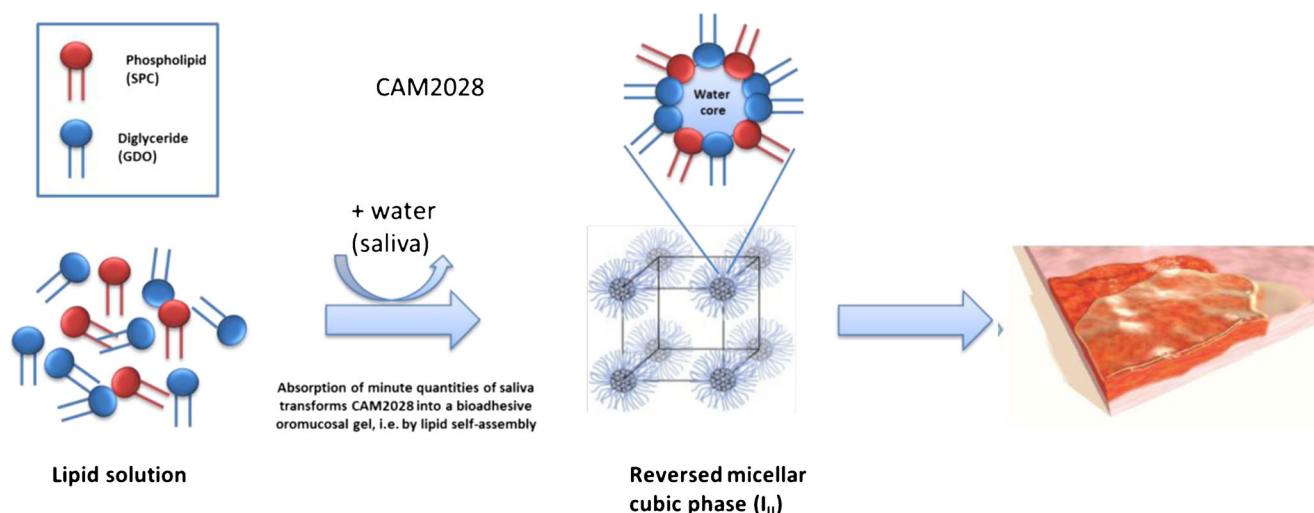 Phospholipid
(SPC)
Diglyceride
(GDO)
CAM2028
Water
core
+ water
(saliva)
Absorption of minute quantities of saliva
transforms CAM2028 into a bioadhesive
oromucosal gel, i.e. by lipid self-assembly
Lipid solution
Reversed micellar
cubic phase (I_II)